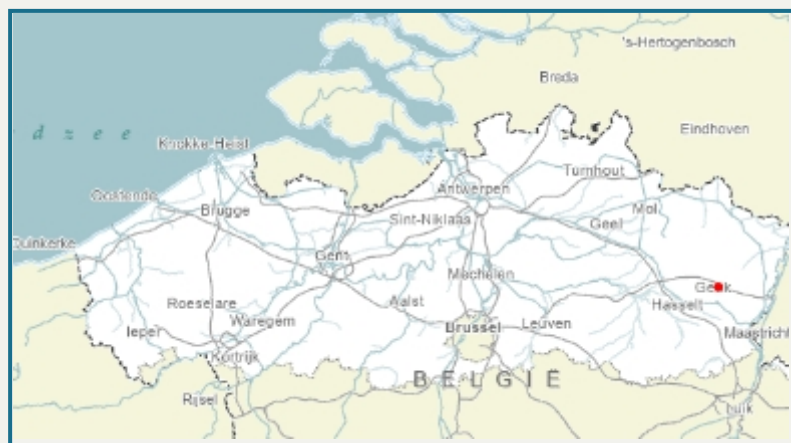 's-Hertogenbosch
Breda
Eindhoven
d z e e
Knokke-Heist
Turnhout
Antwerpen
Oostende
Mol
Brugge
Sint-Niklaas
Geel
Duinkerke
Gent
Mechelen
Genk
Roeselare
Aalst
Hasselt
Waregem
Brussel
Leuven
Ieper
Maastricht
Kortrijk
BELGIË
Rijsel
Luik